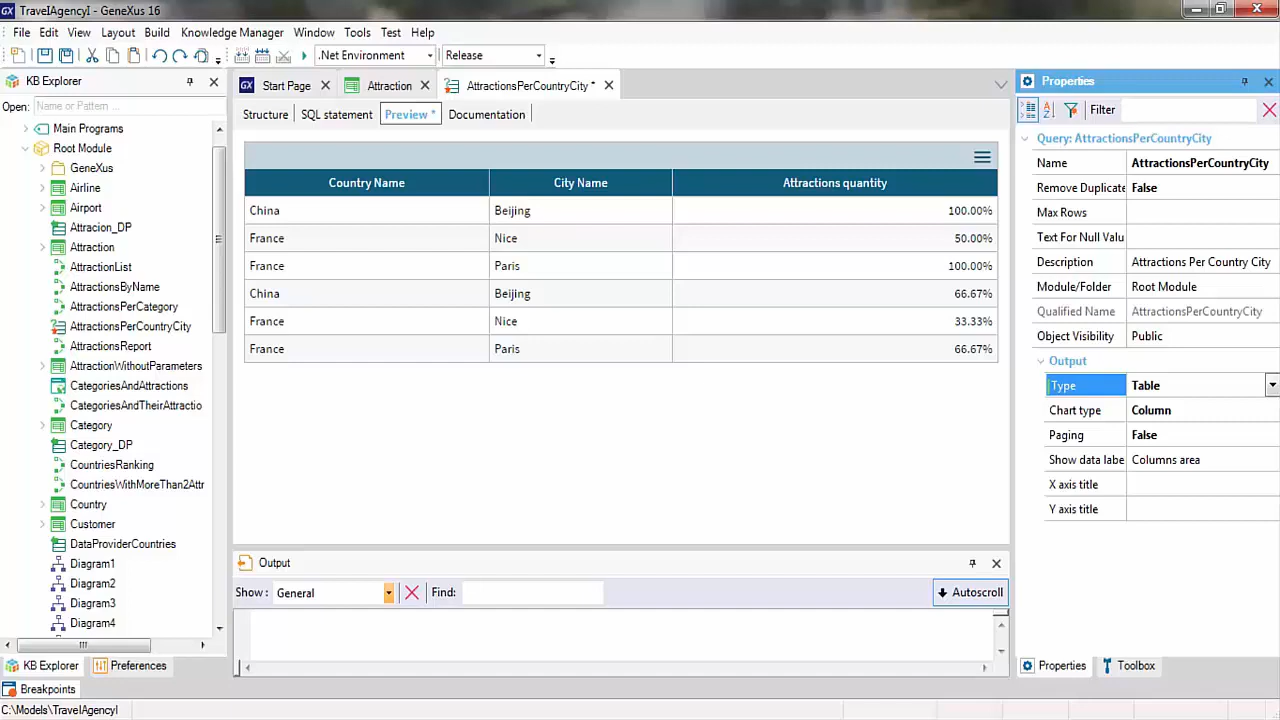 GX TravelAgencyI - GeneXus 16
File Edit View Layout Build Knowledge Manager Window Tools Test Help
.Net Environment Release
KB Explorer
Open: Name or Pattern ...
Main Programs
Root Module
GeneXus
Airline
Airport
Attracion_DP
Attraction
AttractionList
AttractionsByName
AttractionsPerCategory
AttractionsPerCountryCity
AttractionsReport
AttractionWithoutParameters
CategoriesAndAttractions
CategoriesAndTheirAttractio
Category
Category_DP
CountriesRanking
CountriesWithMoreThan2Attr
Country
Customer
DataProviderCountries
Diagram1
Diagram2
Diagram3
Diagram4
KB Explorer Preferences
Breakpoints
C:\Models\TravelAgencyI
GX Start Page Attraction AttractionsPerCountryCity *
Structure SQL statement Preview * Documentation
Country Name City Name Attractions quantity
China Beijing 100.00%
France Nice 50.00%
France Paris 100.00%
China Beijing 66.67%
France Nice 33.33%
France Paris 66.67%
Output
Show : General Find: Autoscroll
Properties
Filter
Query: AttractionsPerCountryCity
Name AttractionsPerCountryCity
Remove Duplicate False
Max Rows
Text For Null Valu
Description Attractions Per Country City
Module/Folder Root Module
Qualified Name AttractionsPerCountryCity
Object Visibility Public
Output
Type Table
Chart type Column
Paging False
Show data labe Columns area
X axis title
Y axis title
Properties Toolbox